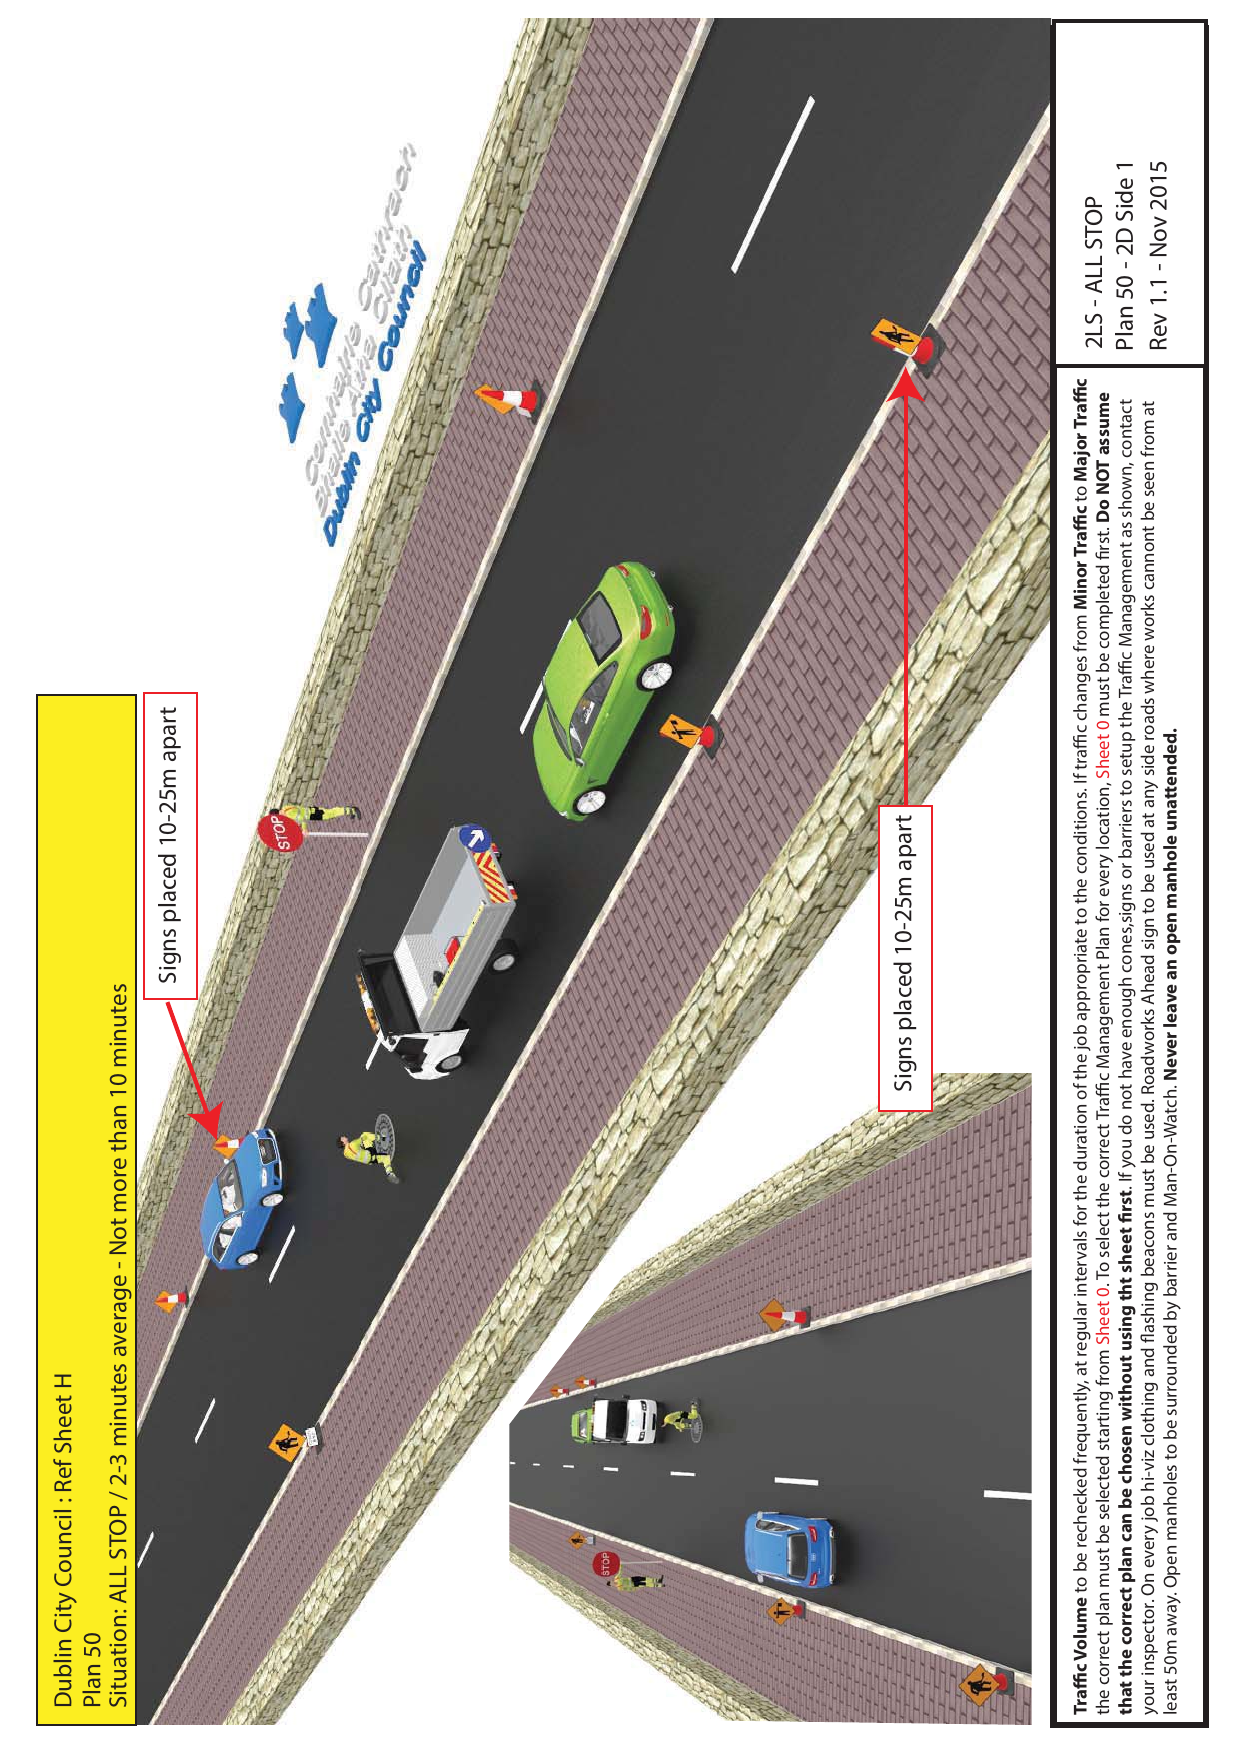 Dublin City Council : Ref Sheet H
Plan 50
Situation: ALL STOP / 2-3 minutes average - Not more than 10 minutes
Signs placed 10-25m apart
Comhairle Cathrach
Bhaile Átha Cliath
Dublin City Council
STOP
Signs placed 10-25m apart
STOP
Traffic Volume to be rechecked frequently, at regular intervals for the duration of the job appropriate to the conditions. If traffic changes from Minor Traffic to Major Traffic
the correct plan must be selected starting from Sheet 0. To select the correct Traffic Management Plan for every location, Sheet 0 must be completed first. Do NOT assume
that the correct plan can be chosen without using tht sheet first. If you do not have enough cones,signs or barriers to setup the Traffic Management as shown, contact
your inspector. On every job hi-viz clothing and flashing beacons must be used. Roadworks Ahead sign to be used at any side roads where works cannont be seen from at
least 50m away. Open manholes to be surrounded by barrier and Man-On-Watch. Never leave an open manhole unattended.
2LS - ALL STOP
Plan 50 - 2D Side 1
Rev 1.1 - Nov 2015